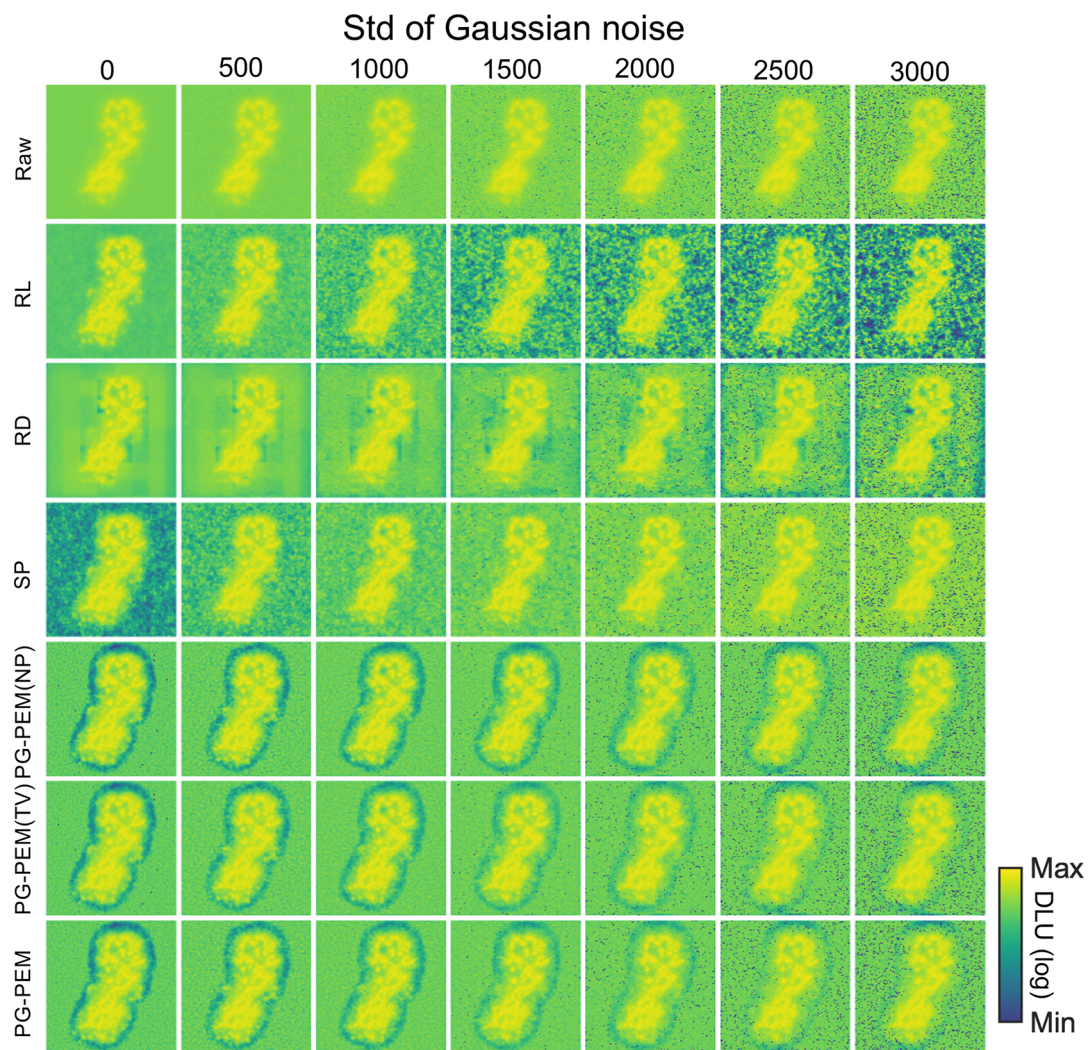 Std of Gaussian noise
0 500 1000 1500 2000 2500 3000
Raw
RL
RD
SP
PG-PEM(NP)
PG-PEM(TV)
PG-PEM
Max
DLU (log)
Min